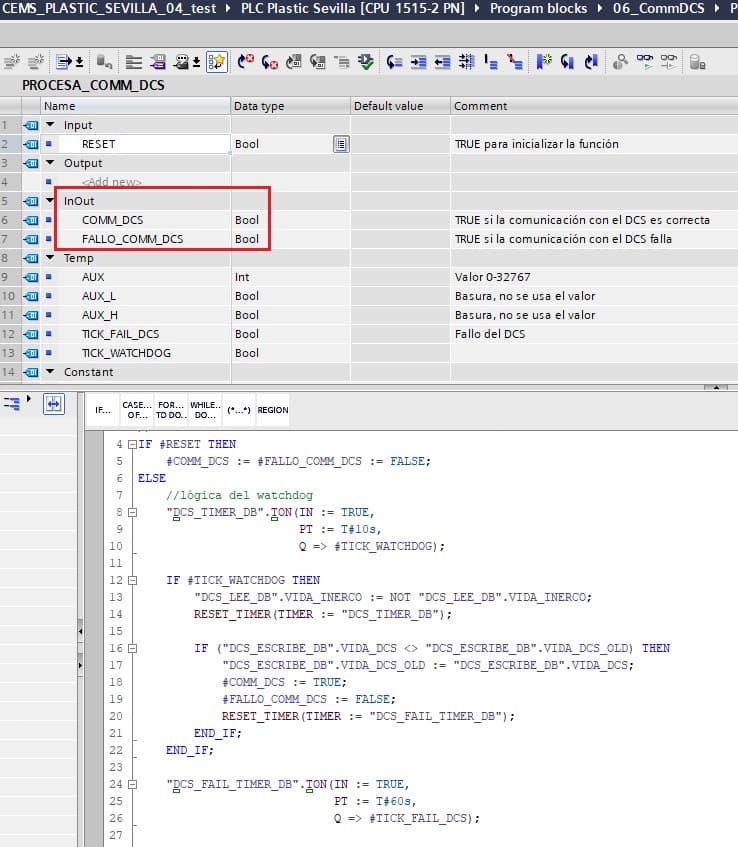 CEMS_PLASTIC_SEVILLA_04_test PLC Plastic Sevilla [CPU 1515-2 PN] Program blocks 06_CommDCS P
PROCESA_COMM_DCS
Name Data type Default value Comment
1 Input
2 RESET Bool TRUE para inicializar la función
3 Output
4 <Add new>
5 InOut
6 COMM_DCS Bool TRUE si la comunicación con el DCS es correcta
7 FALLO_COMM_DCS Bool TRUE si la comunicación con el DCS falla
8 Temp
9 AUX Int Valor 0-32767
10 AUX_L Bool Basura, no se usa el valor
11 AUX_H Bool Basura, no se usa el valor
12 TICK_FAIL_DCS Bool Fallo del DCS
13 TICK_WATCHDOG Bool
14 Constant
IF... CASE... OF... FOR... TO DO.. WHILE.. DO... (*...*) REGION
4 IF #RESET THEN
5 #COMM_DCS := #FALLO_COMM_DCS := FALSE;
6 ELSE
7 //lógica del watchdog
8 "DCS_TIMER_DB".TON(IN := TRUE,
9 PT := T#10s,
10 Q => #TICK_WATCHDOG);
11
12 IF #TICK_WATCHDOG THEN
13 "DCS_LEE_DB".VIDA_INERCO := NOT "DCS_LEE_DB".VIDA_INERCO;
14 RESET_TIMER(TIMER := "DCS_TIMER_DB");
15
16 IF ("DCS_ESCRIBE_DB".VIDA_DCS <> "DCS_ESCRIBE_DB".VIDA_DCS_OLD) THEN
17 "DCS_ESCRIBE_DB".VIDA_DCS_OLD := "DCS_ESCRIBE_DB".VIDA_DCS;
18 #COMM_DCS := TRUE;
19 #FALLO_COMM_DCS := FALSE;
20 RESET_TIMER(TIMER := "DCS_FAIL_TIMER_DB");
21 END_IF;
22 END_IF;
23
24 "DCS_FAIL_TIMER_DB".TON(IN := TRUE,
25 PT := T#60s,
26 Q => #TICK_FAIL_DCS);
27